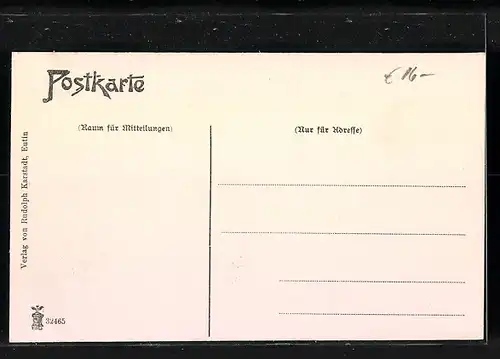 Postkarte
€ 16-
(Raum für Mitteilungen)
(Nur für Adresse)
Verlag von Rudolph Karstadt, Eutin
32465